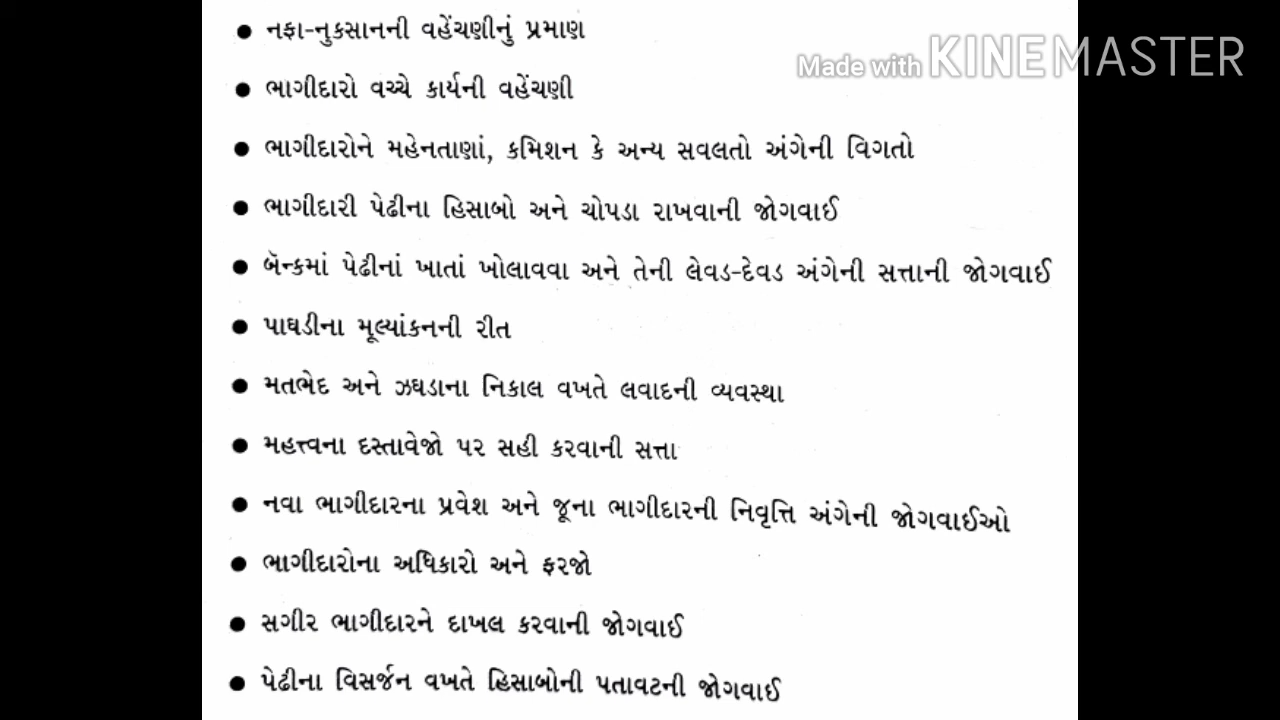 Made with KINEMASTER
● નફા-નુકસાનની વહેંચણીનું પ્રમાણ
● ભાગીદારો વચ્ચે કાર્યની વહેંચણી
● ભાગીદારોને મહેનતાણાં, કમિશન કે અન્ય સવલતો અંગેની વિગતો
● ભાગીદારી પેઢીના હિસાબો અને ચોપડા રાખવાની જોગવાઈ
● બૅન્કમાં પેઢીનાં ખાતાં ખોલાવવા અને તેની લેવડ-દેવડ અંગેની સત્તાની જોગવાઈ
● પાઘડીના મૂલ્યાંકનની રીત
● મતભેદ અને ઝઘડાના નિકાલ વખતે લવાદની વ્યવસ્થા
● મહત્ત્વના દસ્તાવેજો પર સહી કરવાની સત્તા
● નવા ભાગીદારના પ્રવેશ અને જૂના ભાગીદારની નિવૃત્તિ અંગેની જોગવાઈઓ
● ભાગીદારોના અધિકારો અને ફરજો
● સગીર ભાગીદારને દાખલ કરવાની જોગવાઈ
● પેઢીના વિસર્જન વખતે હિસાબોની પતાવટની જોગવાઈ